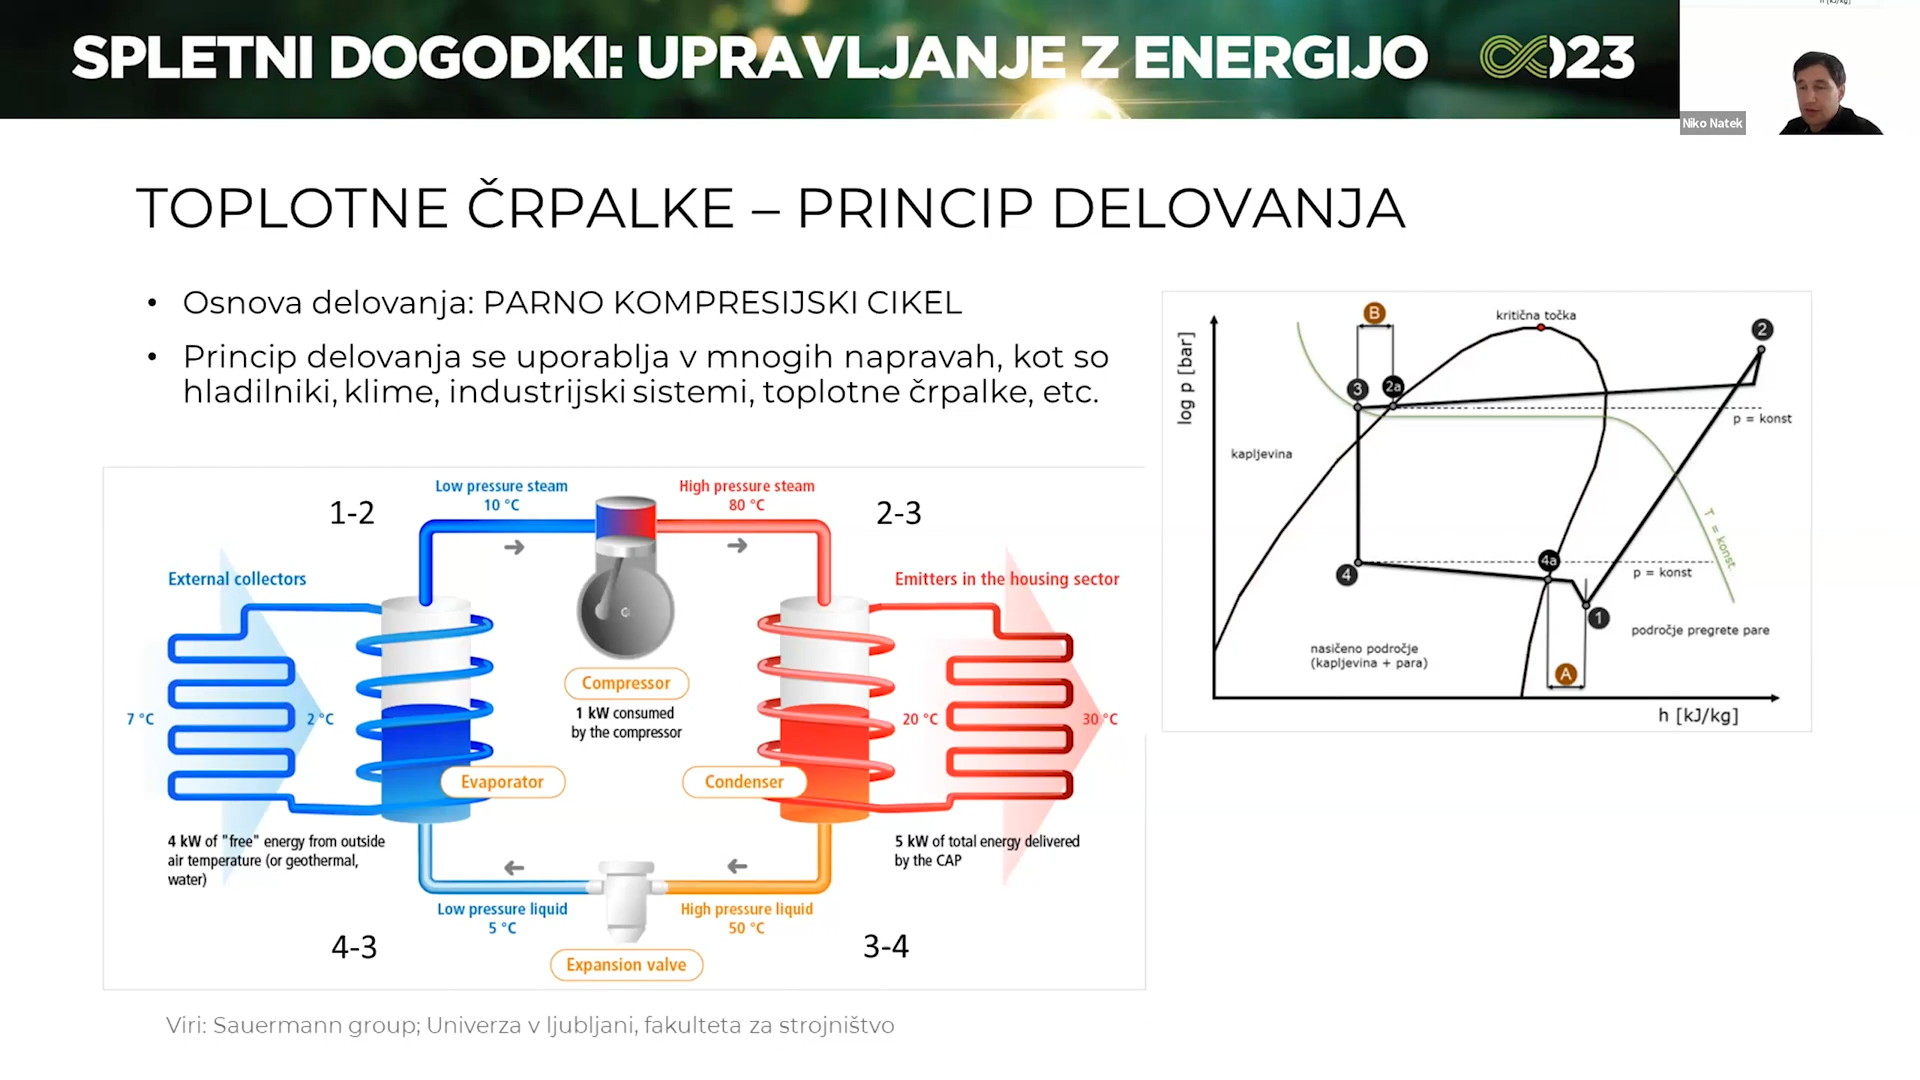 h [kJ/kg]
SPLETNI DOGODKI: UPRAVLJANJE Z ENERGIJO
23
Niko Natek
TOPLOTNE ČRPALKE – PRINCIP DELOVANJA
• Osnova delovanja: PARNO KOMPRESIJSKI CIKEL
• Princip delovanja se uporablja v mnogih napravah, kot so
hladilniki, klime, industrijski sistemi, toplotne črpalke, etc.
1-2
Low pressure steam
10 °C
High pressure steam
80 °C
2-3
External collectors
Emitters in the housing sector
Compressor
1 kW consumed
by the compressor
7 °C
2 °C
20 °C
30 °C
Evaporator
Condenser
4 kW of "free" energy from outside
air temperature (or geothermal,
water)
5 kW of total energy delivered
by the CAP
Low pressure liquid
5 °C
High pressure liquid
50 °C
4-3
3-4
Expansion valve
log p [bar]
B
kritična točka
2
3
2a
p = konst
kapljevina
T = konst.
4a
4
p = konst
1
področje pregrete pare
nasičeno področje
(kapljevina + para)
A
h [kJ/kg]
Viri: Sauermann group; Univerza v ljubljani, fakulteta za strojništvo